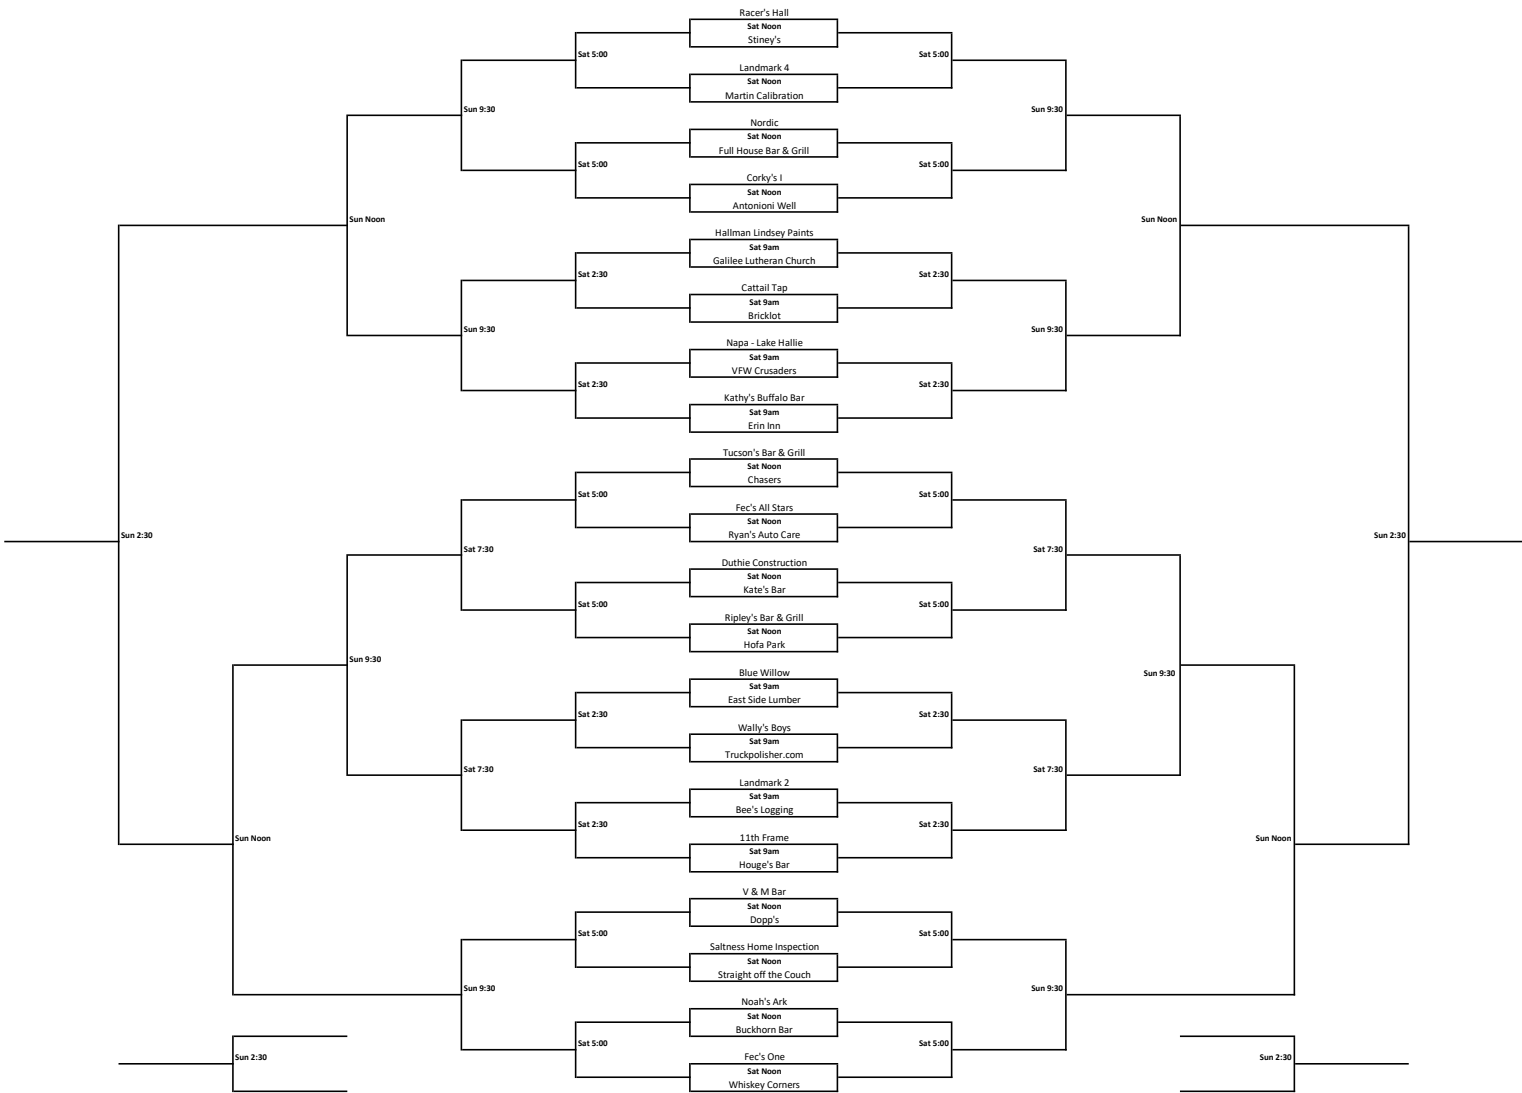 Racer's Hall
Sat Noon
Stiney's
Sat 5:00
Sat 5:00
Landmark 4
Sat Noon
Martin Calibration
Sun 9:30
Sun 9:30
Nordic
Sat Noon
Full House Bar & Grill
Sat 5:00
Sat 5:00
Corky's I
Sat Noon
Antonioni Well
Sun Noon
Sun Noon
Hallman Lindsey Paints
Sat 9am
Galilee Lutheran Church
Sat 2:30
Sat 2:30
Cattail Tap
Sat 9am
Bricklot
Sun 9:30
Sun 9:30
Napa - Lake Hallie
Sat 9am
VFW Crusaders
Sat 2:30
Sat 2:30
Kathy's Buffalo Bar
Sat 9am
Erin Inn
Tucson's Bar & Grill
Sat Noon
Chasers
Sat 5:00
Sat 5:00
Fec's All Stars
Sat Noon
Ryan's Auto Care
Sun 2:30
Sun 2:30
Sat 7:30
Sat 7:30
Duthie Construction
Sat Noon
Kate's Bar
Sat 5:00
Sat 5:00
Ripley's Bar & Grill
Sat Noon
Hofa Park
Sun 9:30
Sun 9:30
Blue Willow
Sat 9am
East Side Lumber
Sat 2:30
Sat 2:30
Wally's Boys
Sat 9am
Truckpolisher.com
Sat 7:30
Sat 7:30
Landmark 2
Sat 9am
Bee's Logging
Sat 2:30
Sat 2:30
11th Frame
Sat 9am
Houge's Bar
Sun Noon
Sun Noon
V & M Bar
Sat Noon
Dopp's
Sat 5:00
Sat 5:00
Saltness Home Inspection
Sat Noon
Straight off the Couch
Sun 9:30
Sun 9:30
Noah's Ark
Sat Noon
Buckhorn Bar
Sat 5:00
Sat 5:00
Sun 2:30
Sun 2:30
Fec's One
Sat Noon
Whiskey Corners